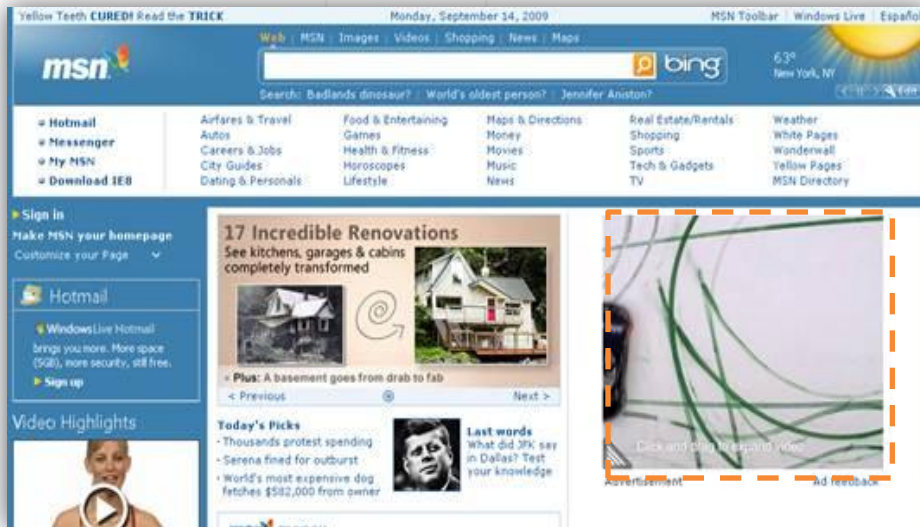 Yellow Teeth CURED! Read the TRICK
Monday, September 14, 2009
MSN Toolbar | Windows Live | Español
Web | MSN | Images | Videos | Shopping | News | Maps
msn
bing
63°
New York, NY
Edit
Search: Badlands dinosaur? | World's oldest person? | Jennifer Aniston?
Hotmail
Messenger
My MSN
Download IE8
Airfares & Travel
Autos
Careers & Jobs
City Guides
Dating & Personals
Food & Entertaining
Games
Health & Fitness
Horoscopes
Lifestyle
Maps & Directions
Money
Movies
Music
News
Real Estate/Rentals
Shopping
Sports
Tech & Gadgets
TV
Weather
White Pages
Wonderwall
Yellow Pages
MSN Directory
Sign in
Make MSN your homepage
Customize your Page
Hotmail
WindowsLive Hotmail
brings you more. More space
(5GB), more security, still free.
Sign up
Video Highlights
17 Incredible Renovations
See kitchens, garages & cabins
completely transformed
Plus: A basement goes from drab to fab
< Previous
Next >
Today's Picks
Thousands protest spending
Serena fined for outburst
World's most expensive dog
fetches $582,000 from owner
Last words
What did JFK say
in Dallas? Test
your knowledge
Click and drag to expand video
Advertisement
Ad feedback
msn